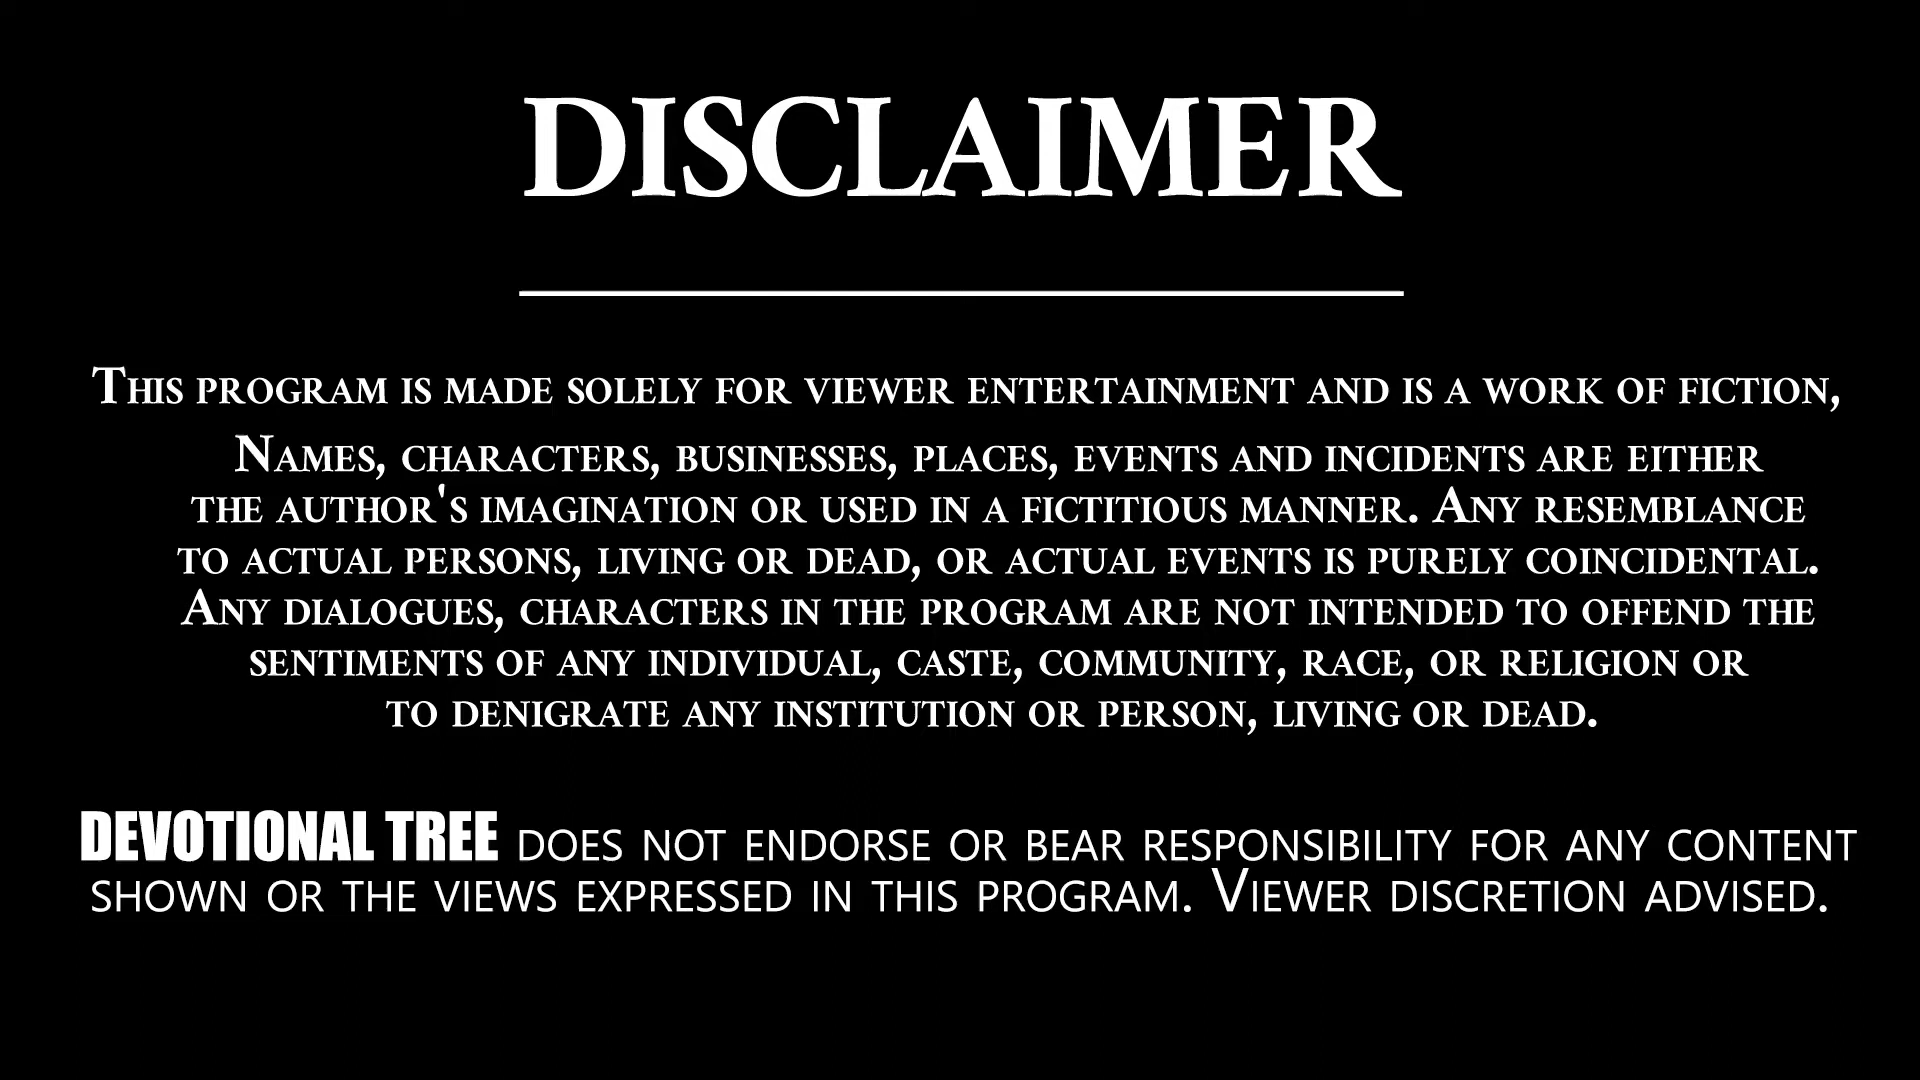 DISCLAIMER
This program is made solely for viewer entertainment and is a work of fiction,
Names, characters, businesses, places, events and incidents are either
the author's imagination or used in a fictitious manner. Any resemblance
to actual persons, living or dead, or actual events is purely coincidental.
Any dialogues, characters in the program are not intended to offend the
sentiments of any individual, caste, community, race, or religion or
to denigrate any institution or person, living or dead.
DEVOTIONAL TREE does not endorse or bear responsibility for any content
shown or the views expressed in this program. Viewer discretion advised.